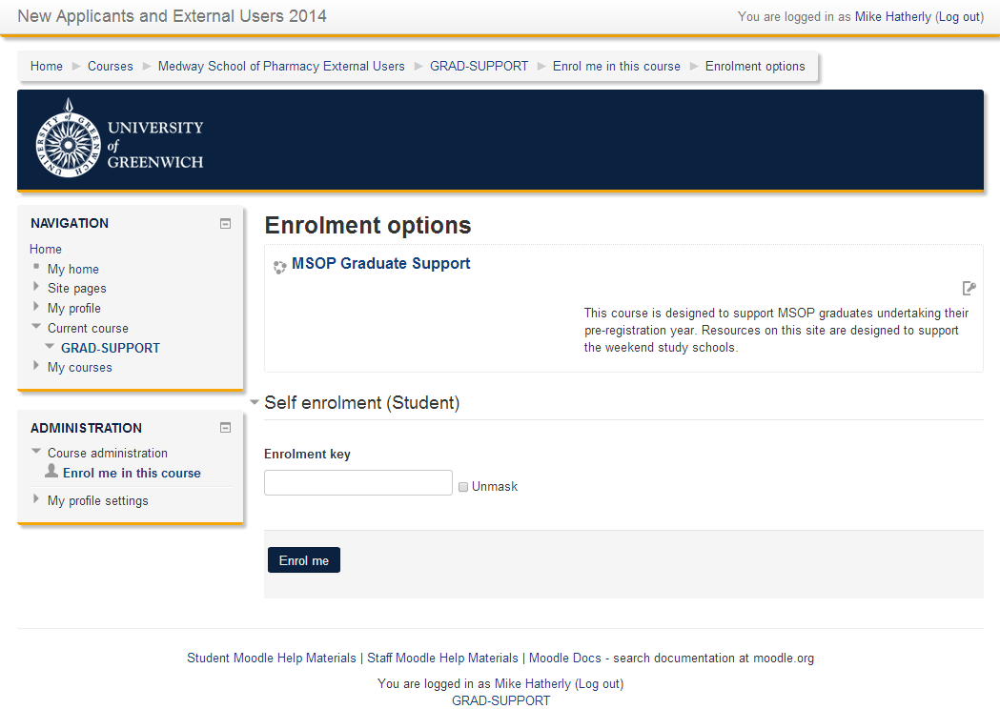 New Applicants and External Users 2014
You are logged in as Mike Hatherly (Log out)
Home Courses Medway School of Pharmacy External Users GRAD-SUPPORT Enrol me in this course Enrolment options
UNIVERSITY OF GREENWICH
UNIVERSITY
of
GREENWICH
NAVIGATION
Home
My home
Site pages
My profile
Current course
GRAD-SUPPORT
My courses
ADMINISTRATION
Course administration
Enrol me in this course
My profile settings
Enrolment options
MSOP Graduate Support
This course is designed to support MSOP graduates undertaking their
pre-registration year. Resources on this site are designed to support
the weekend study schools.
Self enrolment (Student)
Enrolment key
Unmask
Enrol me
Student Moodle Help Materials | Staff Moodle Help Materials | Moodle Docs - search documentation at moodle.org
You are logged in as Mike Hatherly (Log out)
GRAD-SUPPORT